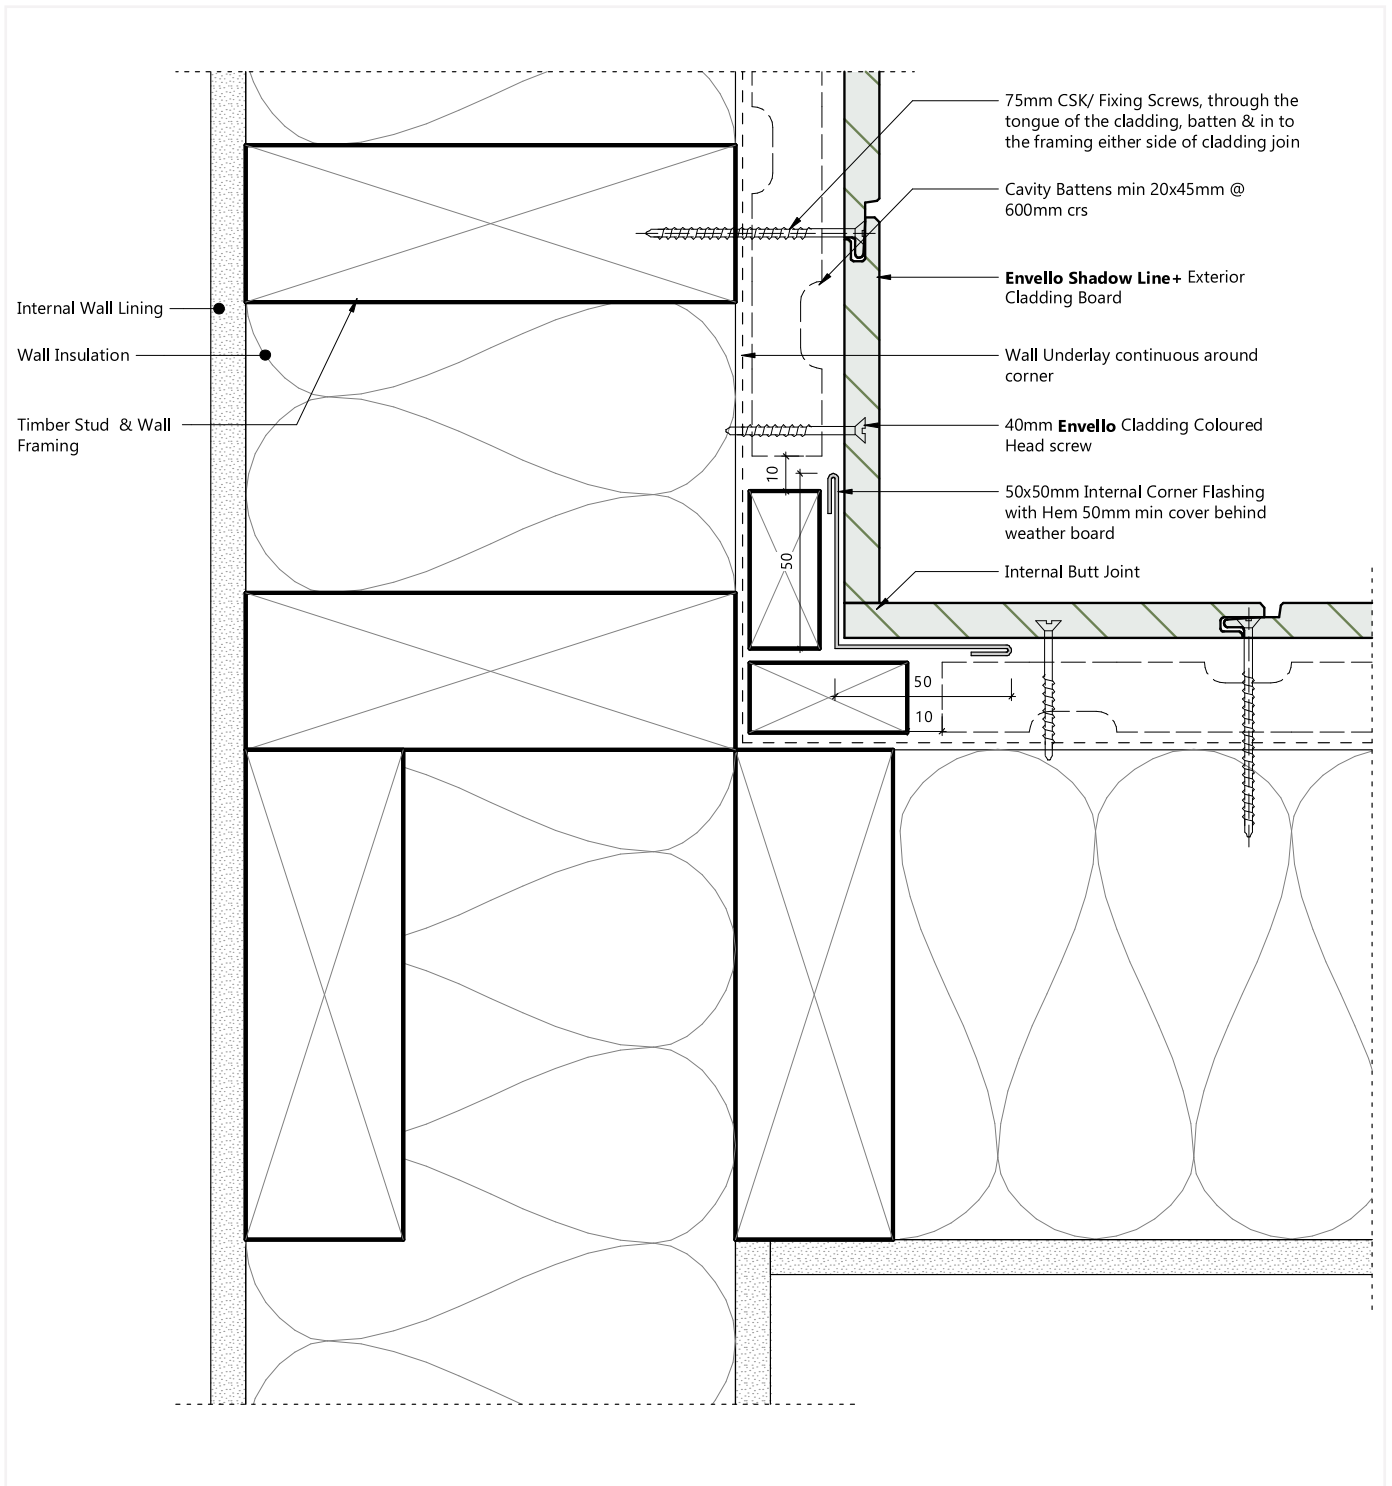 75mm CSK/ Fixing Screws, through the
tongue of the cladding, batten & in to
the framing either side of cladding join
Cavity Battens min 20x45mm @
600mm crs
Envello Shadow Line+ Exterior
Cladding Board
Internal Wall Lining
Wall Insulation
Wall Underlay continuous around
corner
Timber Stud & Wall
Framing
40mm Envello Cladding Coloured
Head screw
10
50x50mm Internal Corner Flashing
with Hem 50mm min cover behind
weather board
50
Internal Butt Joint
50
10